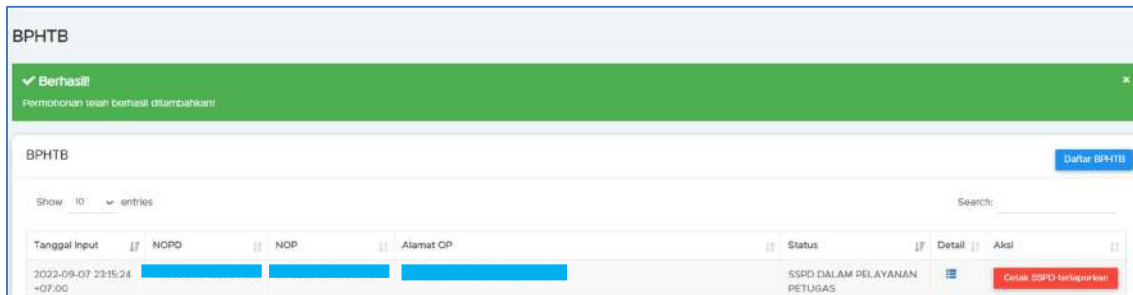 BPHTB
Berhasil!
Permohonan telah berhasil ditambahkan!
BPHTB
Daftar BPHTB
Show 10 entries
Search:
Tanggal Input NOPD NOP Alamat OP Status Detail Aksi
2022-09-07 23:15:24 SSPD DALAM PELAYANAN Cetak SSPD terlaporkan
+07:00 PETUGAS